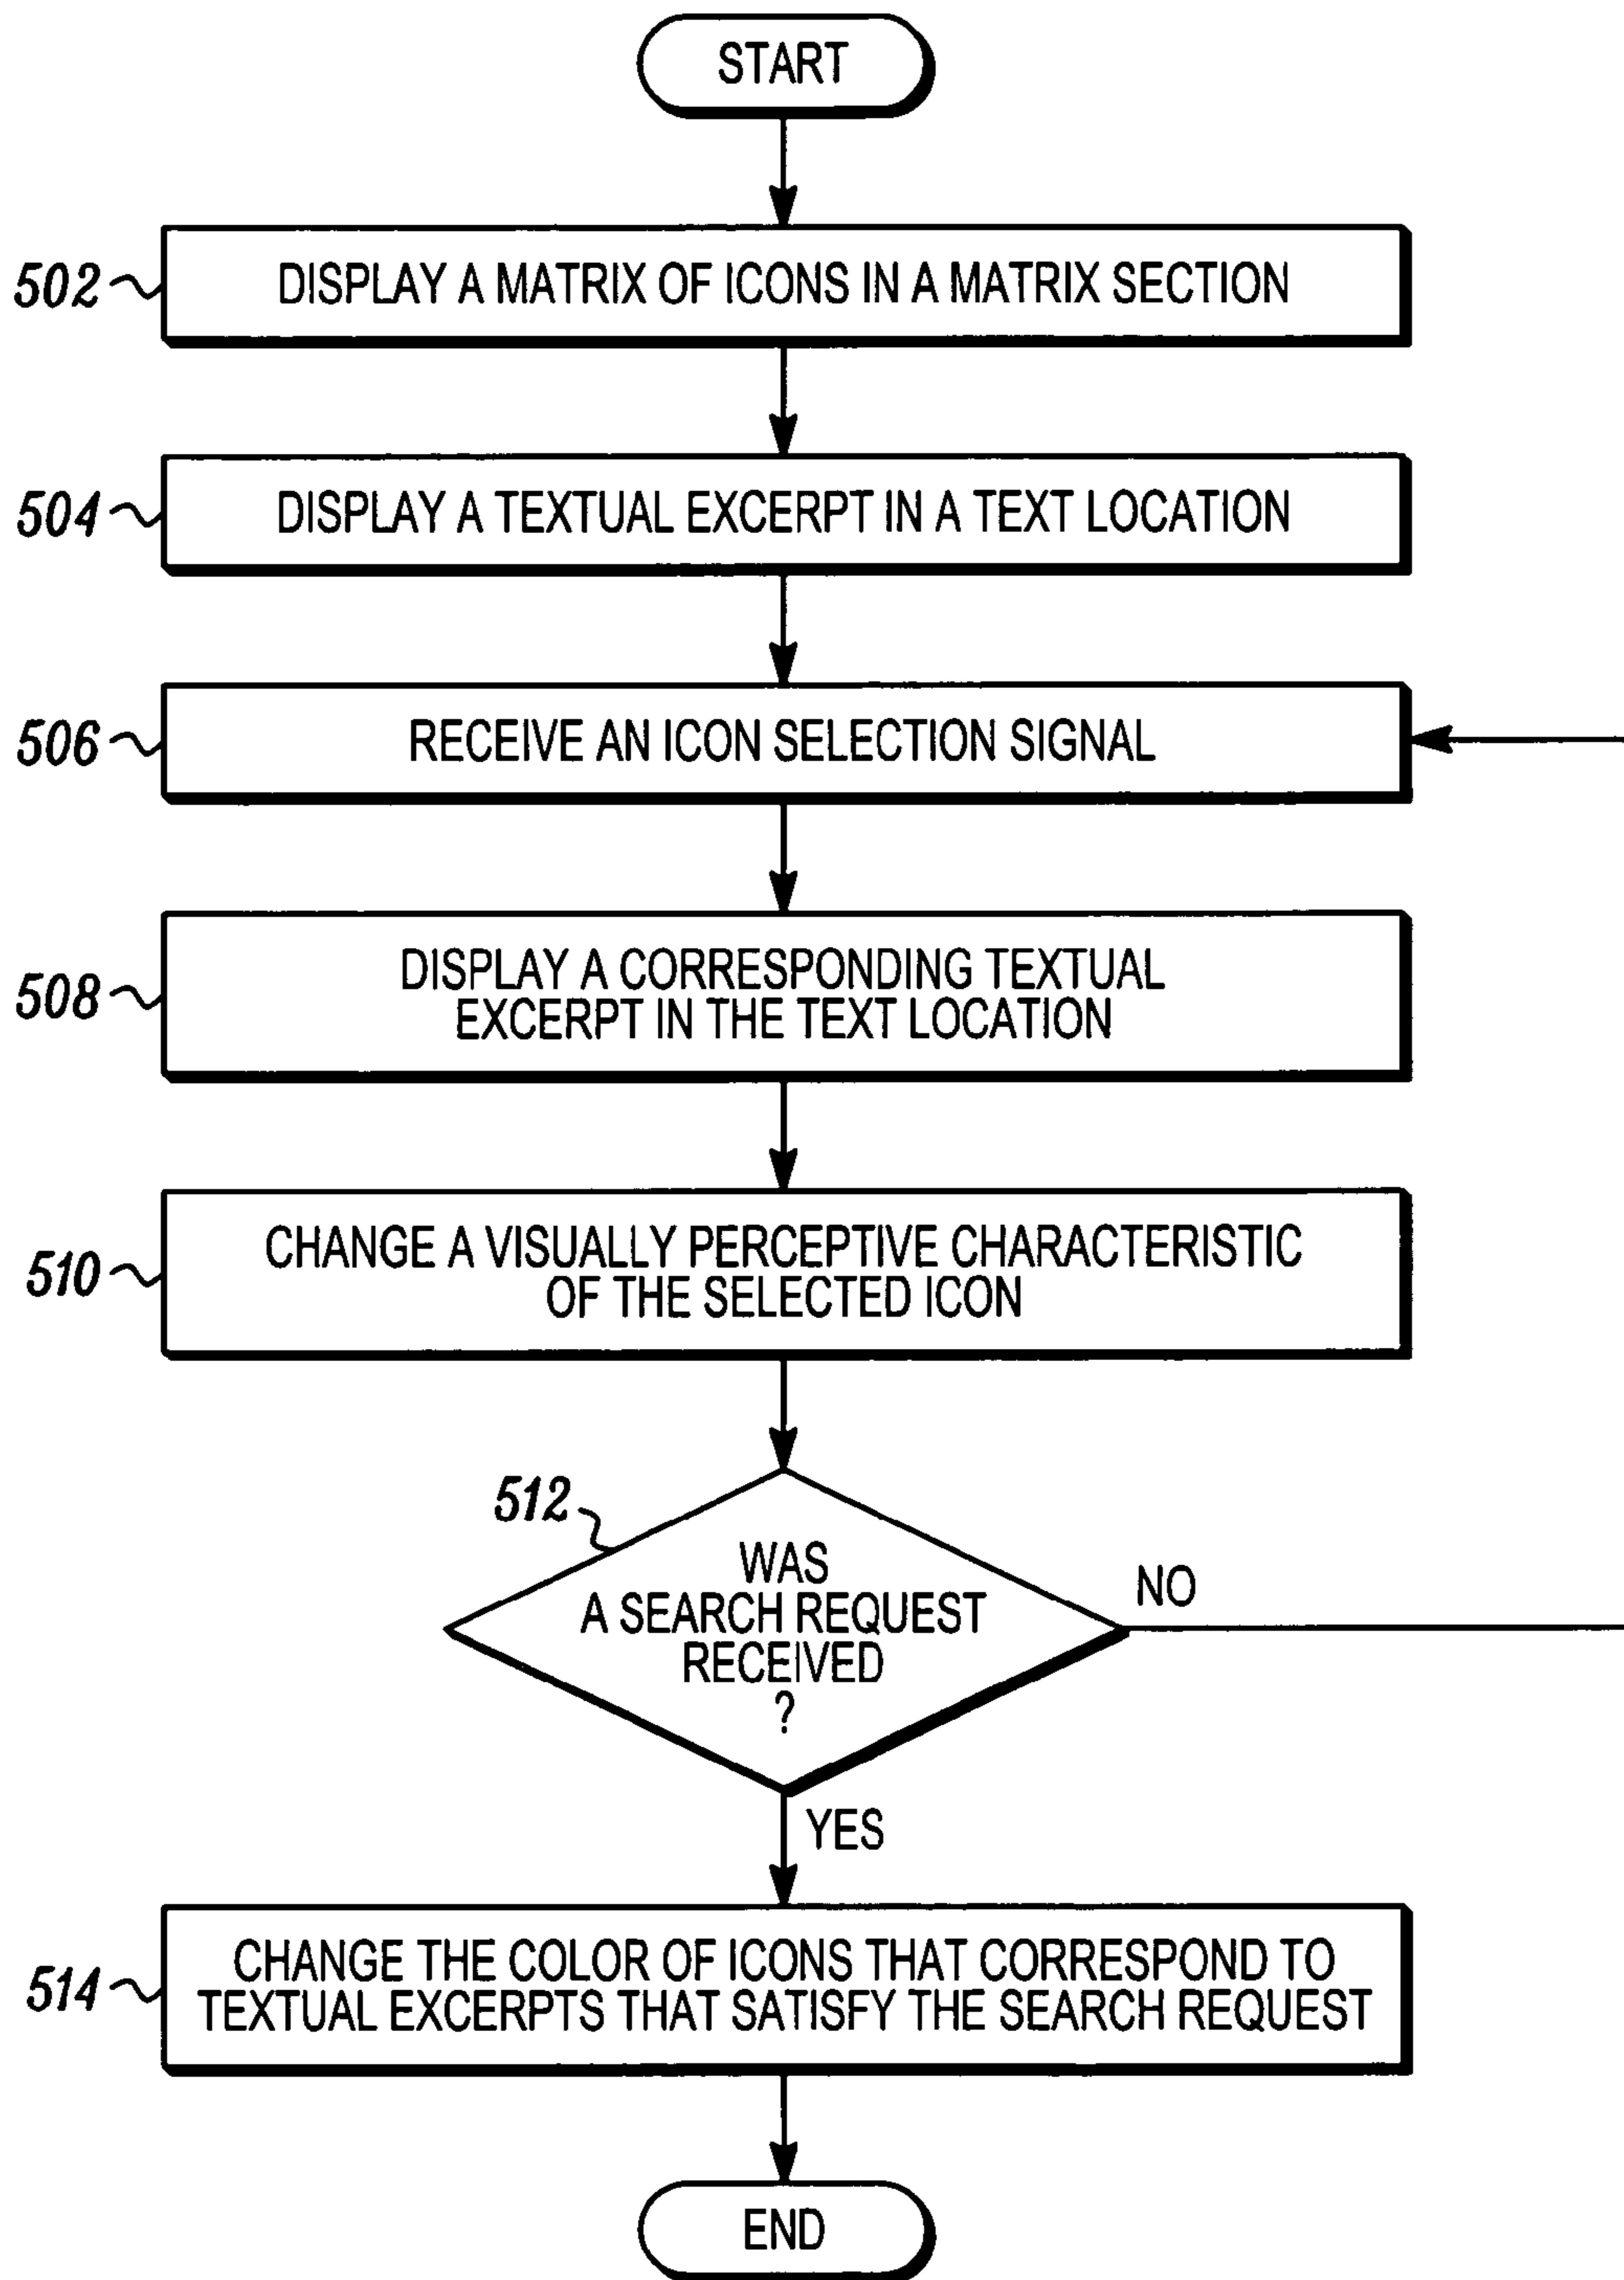 START
502
DISPLAY A MATRIX OF ICONS IN A MATRIX SECTION
504
DISPLAY A TEXTUAL EXCERPT IN A TEXT LOCATION
506
RECEIVE AN ICON SELECTION SIGNAL
508
DISPLAY A CORRESPONDING TEXTUAL
EXCERPT IN THE TEXT LOCATION
510
CHANGE A VISUALLY PERCEPTIVE CHARACTERISTIC
OF THE SELECTED ICON
512
WAS
A SEARCH REQUEST
RECEIVED
?
NO
YES
514
CHANGE THE COLOR OF ICONS THAT CORRESPOND TO
TEXTUAL EXCERPTS THAT SATISFY THE SEARCH REQUEST
END